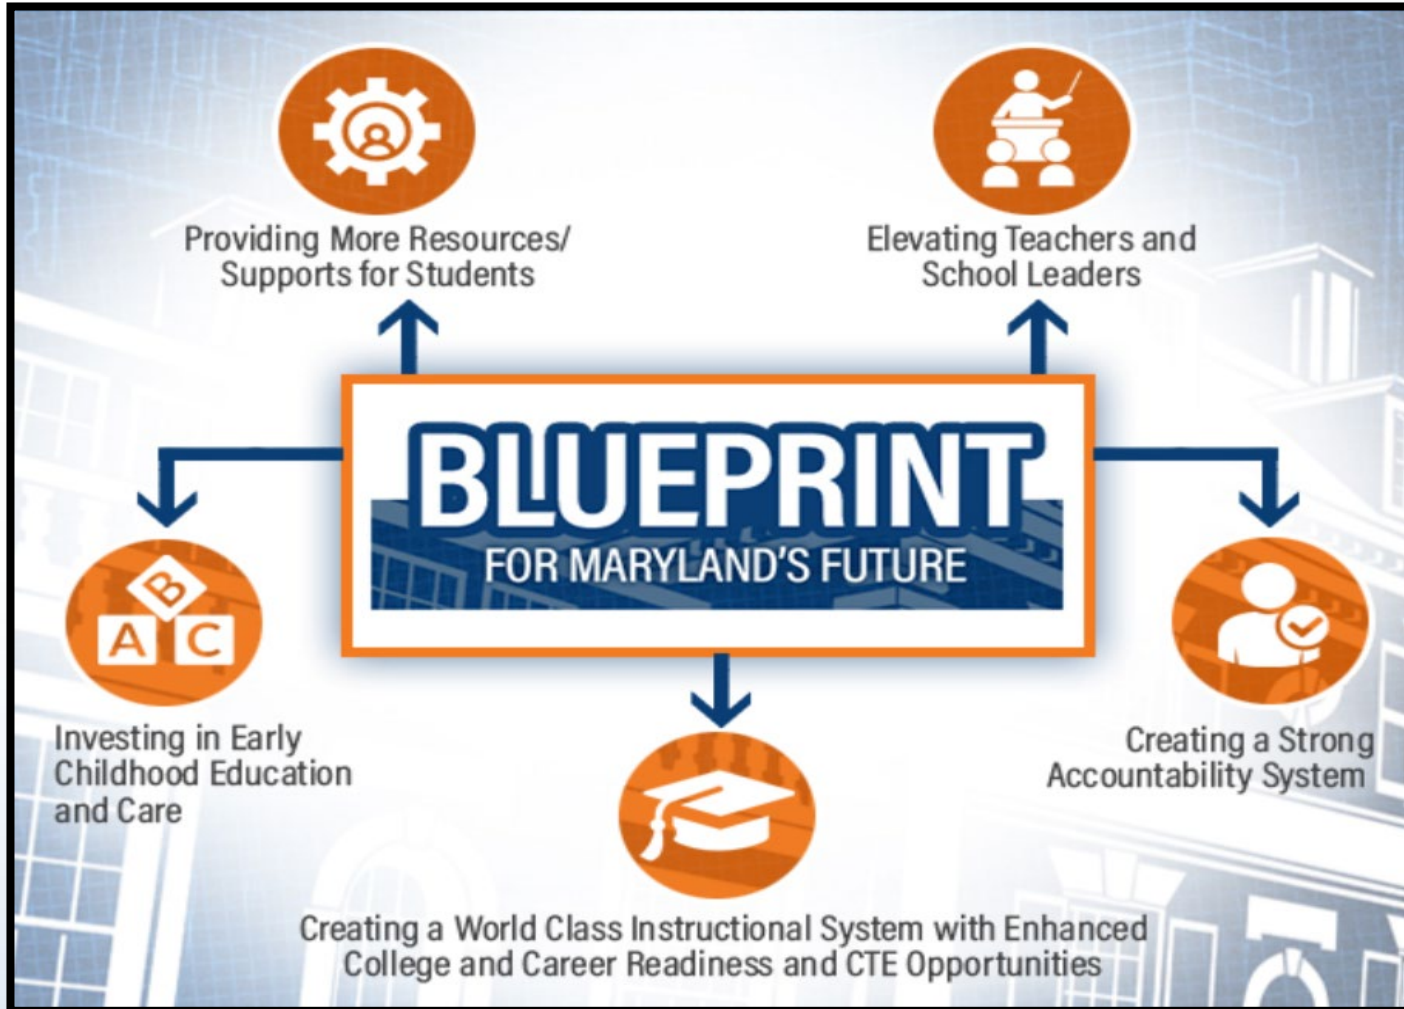 Providing More Resources/
Supports for Students
Elevating Teachers and
School Leaders
BLUEPRINT
FOR MARYLAND'S FUTURE
A
B
C
Investing in Early
Childhood Education
and Care
Creating a Strong
Accountability System
Creating a World Class Instructional System with Enhanced
College and Career Readiness and CTE Opportunities